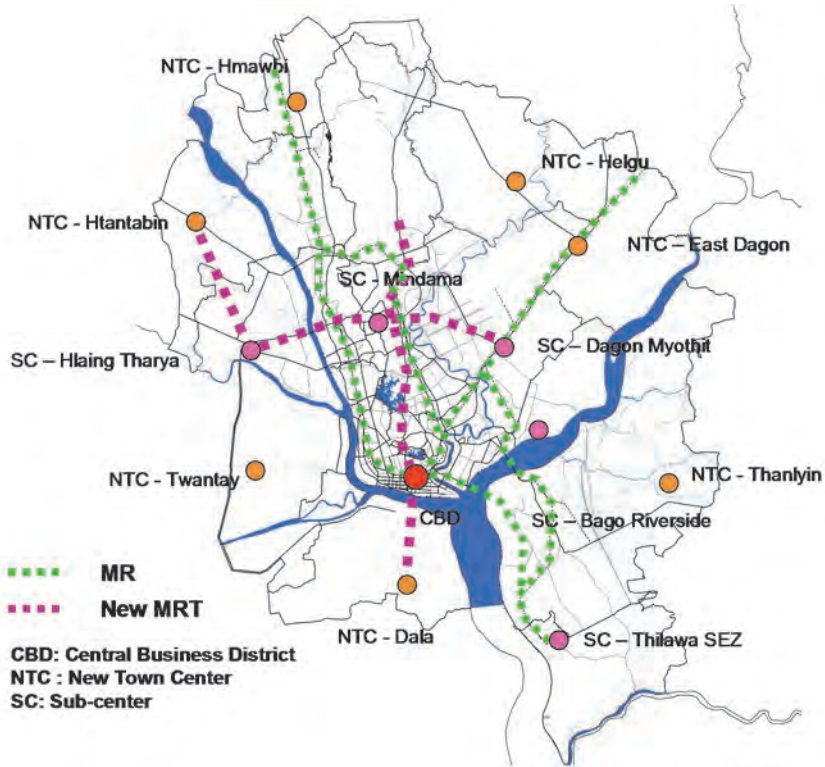 NTC - Hmawbi
NTC - Helgu
NTC - Htantabin
NTC – East Dagon
SC - Mindama
SC – Hlaing Tharya
SC – Dagon Myothit
NTC - Twantay
NTC - Thanlyin
CBD
SC – Bago Riverside
MR
New MRT
NTC - Dala
SC – Thilawa SEZ
CBD: Central Business District
NTC : New Town Center
SC: Sub-center